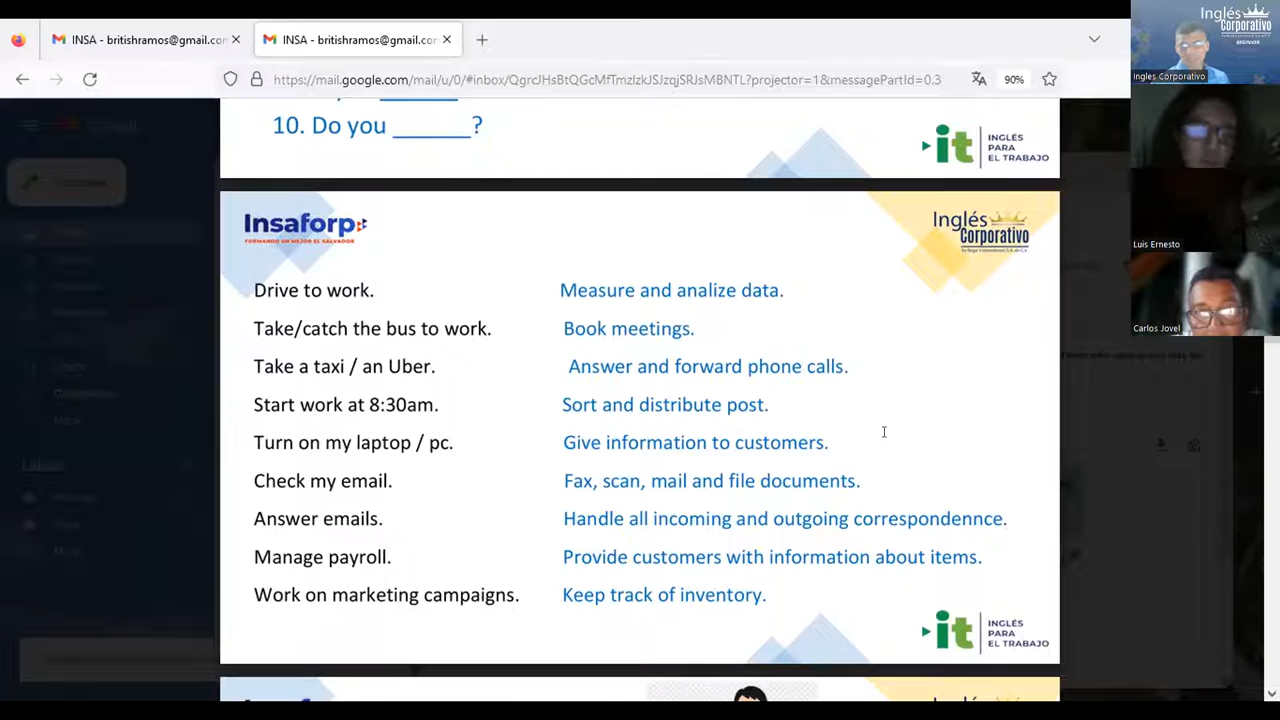 INSA - britishramos@gmail.com
INSA - britishramos@gmail.com
https://mail.google.com/mail/u/0/#inbox/QgrcJHsBtQGcMfTmzIzkJSJzqjSRJsMBNTL?projector=1&messagePartId=0.3
90%
Inglés
Corporativo
BEGINNER
Ingles Corporativo
Luis Ernesto
Carlos Jovel
10. Do you ______?
it
INGLÉS
PARA
EL TRABAJO
Insaforp
FORMANDO UN MEJOR EL SALVADOR
Inglés
Corporativo
Drive to work.
Measure and analize data.
Take/catch the bus to work.
Book meetings.
Take a taxi / an Uber.
Answer and forward phone calls.
Start work at 8:30am.
Sort and distribute post.
Turn on my laptop / pc.
Give information to customers.
Check my email.
Fax, scan, mail and file documents.
Answer emails.
Handle all incoming and outgoing correspondennce.
Manage payroll.
Provide customers with information about items.
Work on marketing campaigns.
Keep track of inventory.
it
INGLÉS
PARA
EL TRABAJO